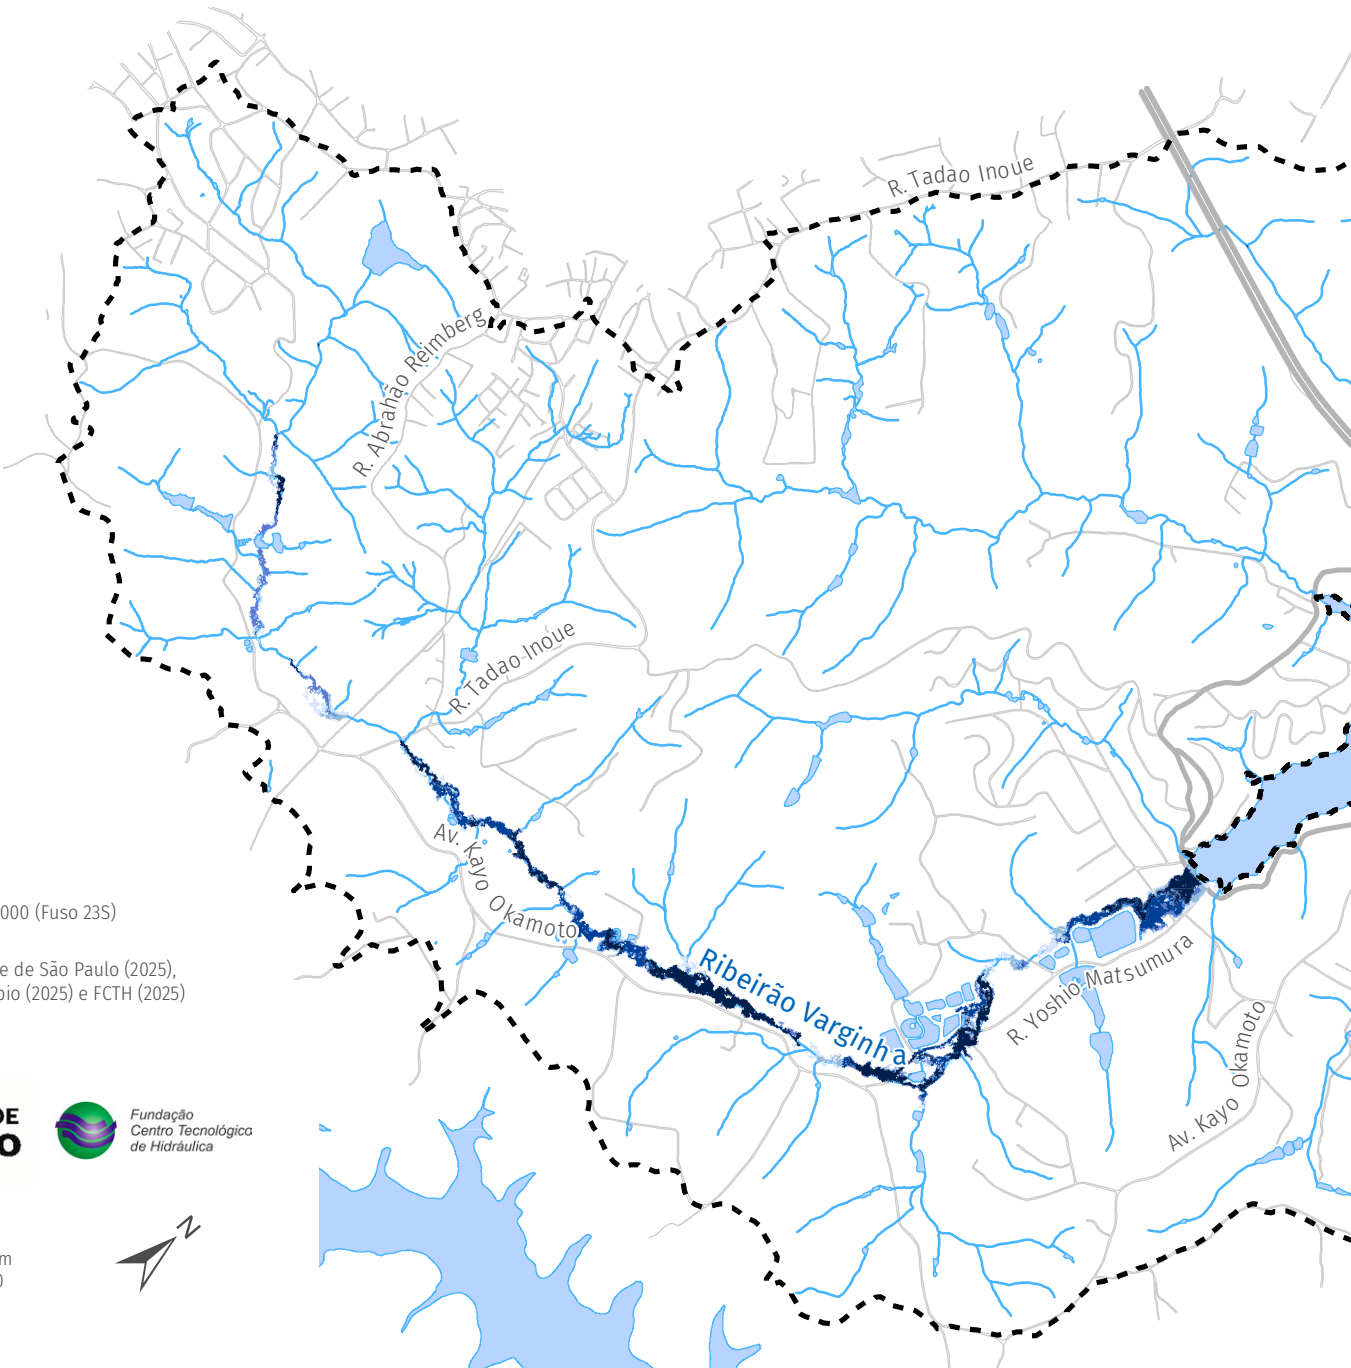 R. Tadao Inoue
R. Abrahão Reimberg
R. Tadao Inoue
Av. Kayo Okamoto
Ribeirão Varginha
R. Yoshio Matsumura
Av. Kayo Okamoto
000 (Fuso 23S)
e de São Paulo (2025),
pio (2025) e FCTH (2025)
DE
O
Fundação
Centro Tecnológica
de Hidráulica
N
m
0